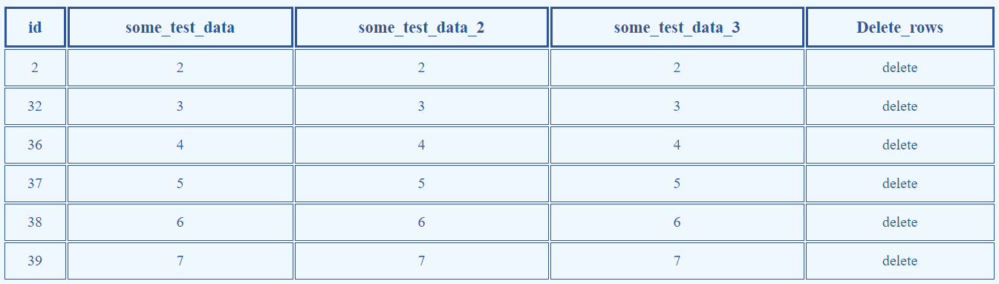 id some_test_data some_test_data_2 some_test_data_3 Delete_rows
2 2 2 2 delete
32 3 3 3 delete
36 4 4 4 delete
37 5 5 5 delete
38 6 6 6 delete
39 7 7 7 delete